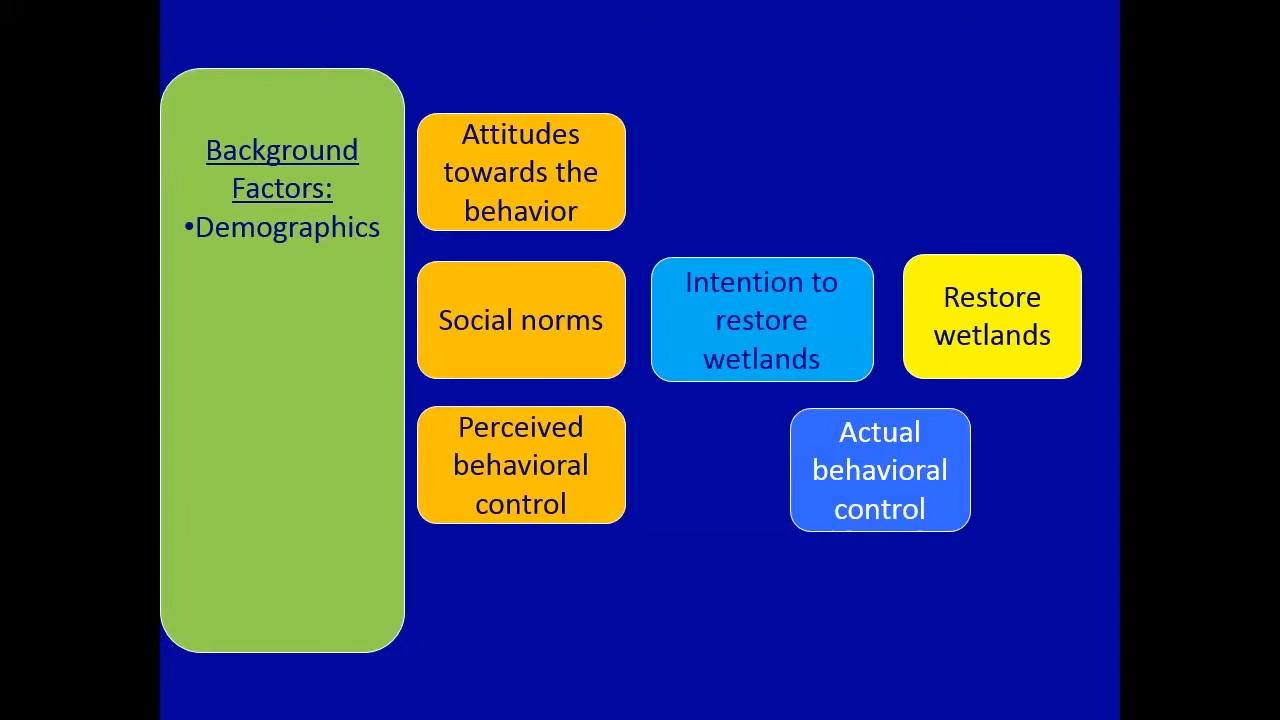 Background
Factors:
•Demographics
Attitudes
towards the
behavior
Social norms
Perceived
behavioral
control
Intention to
restore
wetlands
Restore
wetlands
Actual
behavioral
control